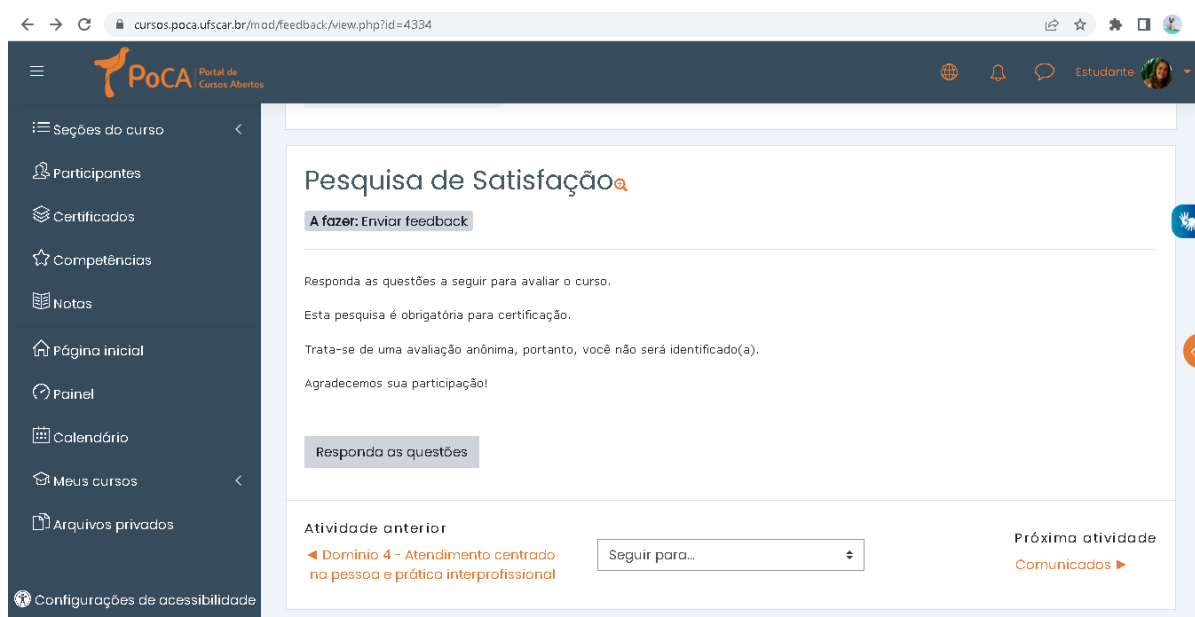 cursos.poca.ufscar.br/mod/feedback/view.php?id=4334
PoCA Portal de Cursos Abertos
Estudante
Seções do curso
Participantes
Certificados
Competências
Notas
Página inicial
Painel
Calendário
Meus cursos
Arquivos privados
Configurações de acessibilidade
Pesquisa de Satisfação
A fazer: Enviar feedback
Responda as questões a seguir para avaliar o curso.
Esta pesquisa é obrigatória para certificação.
Trata-se de uma avaliação anônima, portanto, você não será identificado(a).
Agradecemos sua participação!
Responda as questões
Atividade anterior
◄ Domínio 4 - Atendimento centrado
na pessoa e prática interprofissional
Seguir para...
Próxima atividade
Comunicados ►